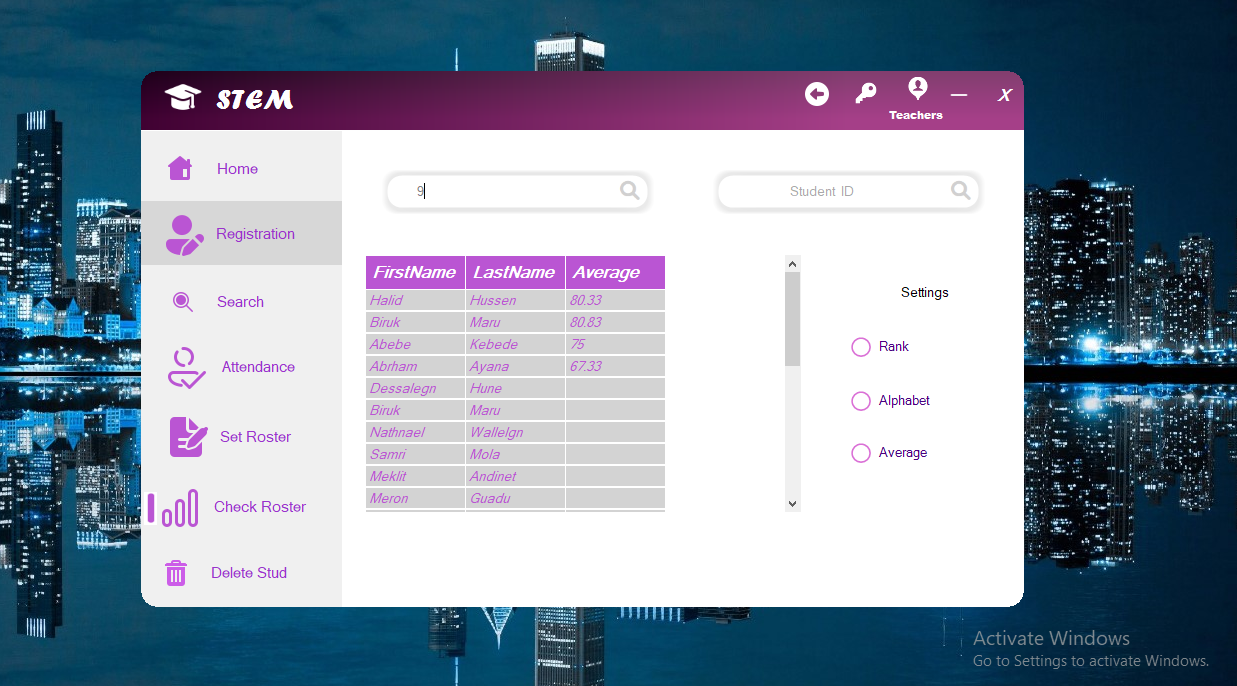 STEM
Teachers
X
Home
Registration
Search
Attendance
Set Roster
Check Roster
Delete Stud
9
Student ID
FirstName LastName Average
Halid Hussen 80.33
Biruk Maru 80.83
Abebe Kebede 75
Abrham Ayana 67.33
Dessalegn Hune
Biruk Maru
Nathnael Wallelgn
Samri Mola
Meklit Andinet
Meron Guadu
Settings
Rank
Alphabet
Average
Activate Windows
Go to Settings to activate Windows.